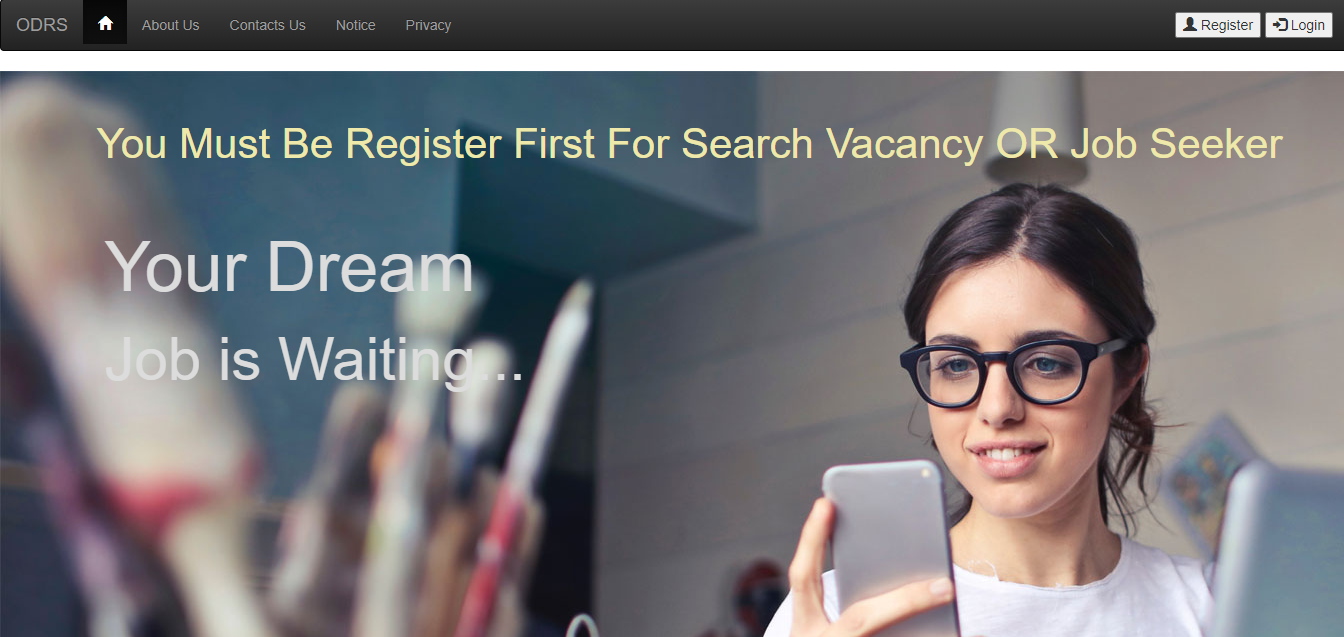 ODRS About Us Contacts Us Notice Privacy Register Login
You Must Be Register First For Search Vacancy OR Job Seeker
Your Dream
Job is Waiting...